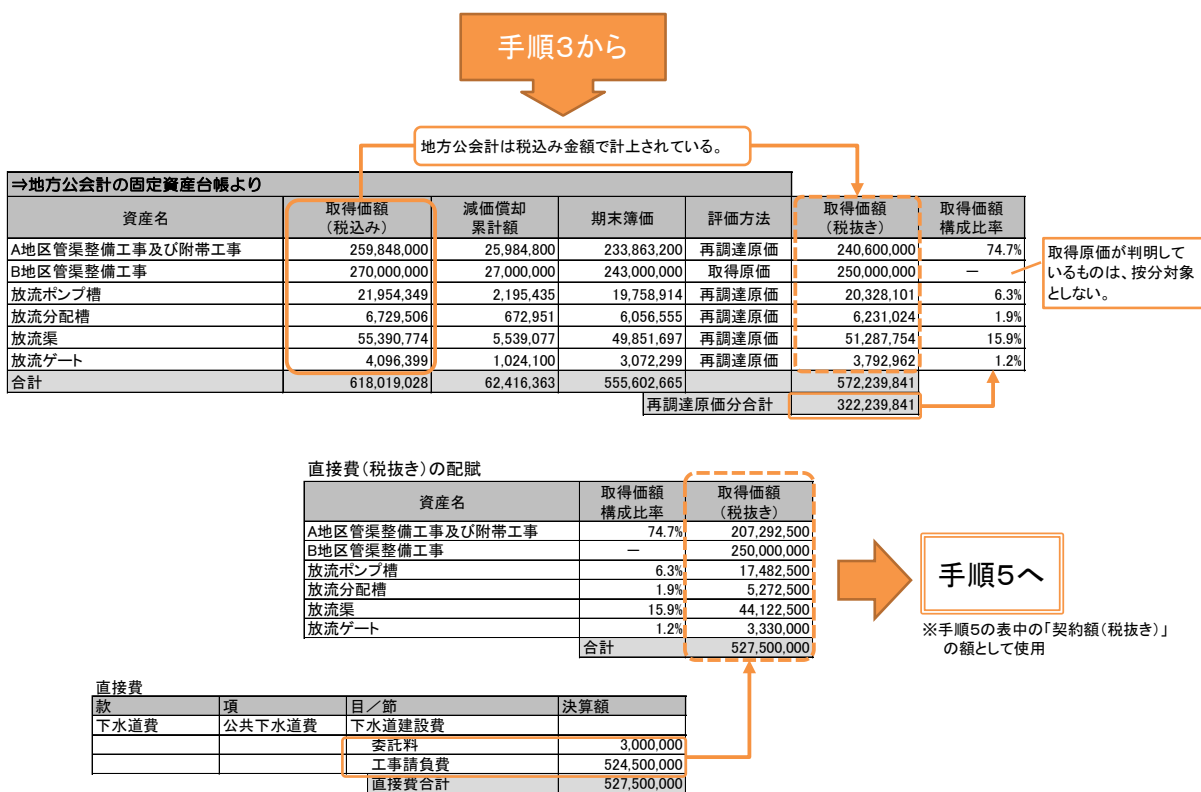 手順3から
地方公会計は税込み金額で計上されている。
⇒地方公会計の固定資産台帳より
資産名 取得価額（税込み） 減価償却累計額 期末簿価 評価方法 取得価額（税抜き） 取得価額構成比率
A地区管渠整備工事及び附帯工事 259,848,000 25,984,800 233,863,200 再調達原価 240,600,000 74.7%
B地区管渠整備工事 270,000,000 27,000,000 243,000,000 取得原価 250,000,000 －
放流ポンプ槽 21,954,349 2,195,435 19,758,914 再調達原価 20,328,101 6.3%
放流分配槽 6,729,506 672,951 6,056,555 再調達原価 6,231,024 1.9%
放流渠 55,390,774 5,539,077 49,851,697 再調達原価 51,287,754 15.9%
放流ゲート 4,096,399 1,024,100 3,072,299 再調達原価 3,792,962 1.2%
合計 618,019,028 62,416,363 555,602,665 572,239,841
再調達原価分合計 322,239,841
取得原価が判明して
いるものは、按分対象
としない。
直接費（税抜き）の配賦
資産名 取得価額構成比率 取得価額（税抜き）
A地区管渠整備工事及び附帯工事 74.7% 207,292,500
B地区管渠整備工事 － 250,000,000
放流ポンプ槽 6.3% 17,482,500
放流分配槽 1.9% 5,272,500
放流渠 15.9% 44,122,500
放流ゲート 1.2% 3,330,000
合計 527,500,000
手順5へ
※手順5の表中の「契約額（税抜き）」
の額として使用
直接費
款 項 目／節 決算額
下水道費 公共下水道費 下水道建設費
委託料 3,000,000
工事請負費 524,500,000
直接費合計 527,500,000